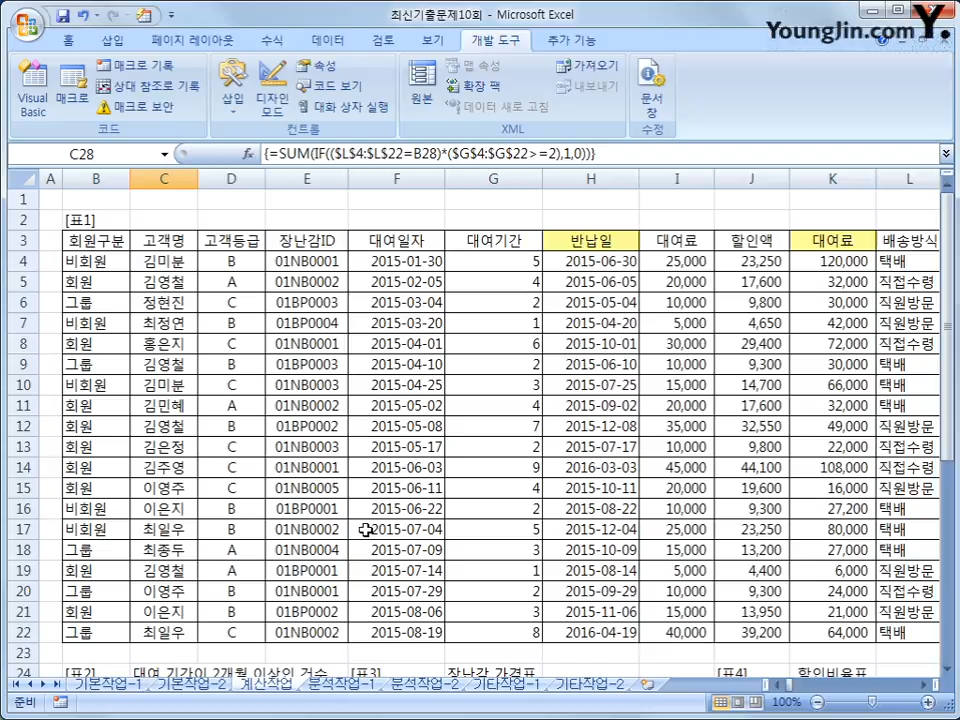 최신기출문제10회 - Microsoft Excel
YoungJin.com Y.
홈 삽입 페이지 레이아웃 수식 데이터 검토 보기 개발 도구 추가 기능
Visual Basic 매크로 매크로 기록 상대 참조로 기록 매크로 보안 삽입 디자인 모드 속성 코드 보기 대화 상자 실행 원본 맵 속성 확장 팩 데이터 새로 고침 가져오기 내보내기 문서 창
코드 컨트롤 XML 수정
C28 fx {=SUM(IF(($L$4:$L$22=B28)*($G$4:$G$22>=2),1,0))}
A B C D E F G H I J K L
1
2 [표1]
3 회원구분 고객명 고객등급 장난감ID 대여일자 대여기간 반납일 대여료 할인액 대여료 배송방식
4 비회원 김미분 B 01NB0001 2015-01-30 5 2015-06-30 25,000 23,250 120,000 택배
5 회원 김영철 A 01NB0002 2015-02-05 4 2015-06-05 20,000 17,600 32,000 직접수령
6 그룹 정현진 C 01BP0003 2015-03-04 2 2015-05-04 10,000 9,800 30,000 직원방문
7 비회원 최정연 B 01BP0004 2015-03-20 1 2015-04-20 5,000 4,650 42,000 직원방문
8 회원 홍은지 C 01NB0001 2015-04-01 6 2015-10-01 30,000 29,400 72,000 직접수령
9 그룹 김영철 B 01BP0003 2015-04-10 2 2015-06-10 10,000 9,300 30,000 택배
10 비회원 김미분 C 01NB0003 2015-04-25 3 2015-07-25 15,000 14,700 66,000 택배
11 회원 김민혜 A 01NB0002 2015-05-02 4 2015-09-02 20,000 17,600 32,000 택배
12 회원 김영철 B 01BP0002 2015-05-08 7 2015-12-08 35,000 32,550 49,000 직원방문
13 회원 김은정 C 01NB0003 2015-05-17 2 2015-07-17 10,000 9,800 22,000 직접수령
14 회원 김주영 C 01NB0001 2015-06-03 9 2016-03-03 45,000 44,100 108,000 직접수령
15 회원 이영주 C 01NB0005 2015-06-11 4 2015-10-11 20,000 19,600 16,000 직원방문
16 비회원 이은지 B 01BP0001 2015-06-22 2 2015-08-22 10,000 9,300 27,200 택배
17 비회원 최일우 B 01NB0002 2015-07-04 5 2015-12-04 25,000 23,250 80,000 택배
18 그룹 최종두 A 01NB0004 2015-07-09 3 2015-10-09 15,000 13,200 27,000 택배
19 회원 김영철 A 01BP0001 2015-07-14 1 2015-08-14 5,000 4,400 6,000 직원방문
20 그룹 이영주 B 01NB0001 2015-07-29 2 2015-09-29 10,000 9,300 24,000 택배
21 회원 이은지 B 01BP0002 2015-08-06 3 2015-11-06 15,000 13,950 21,000 직원방문
22 그룹 최일우 C 01NB0002 2015-08-19 8 2016-04-19 40,000 39,200 64,000 택배
23
24 [표2] 대여 기간이 2개월 이상인 건수 [표3] 장난감 가격표 [표4] 할인비율표
기본작업-1 기본작업-2 계산작업 분석작업-1 분석작업-2 기타작업-1 기타작업-2
준비 100%